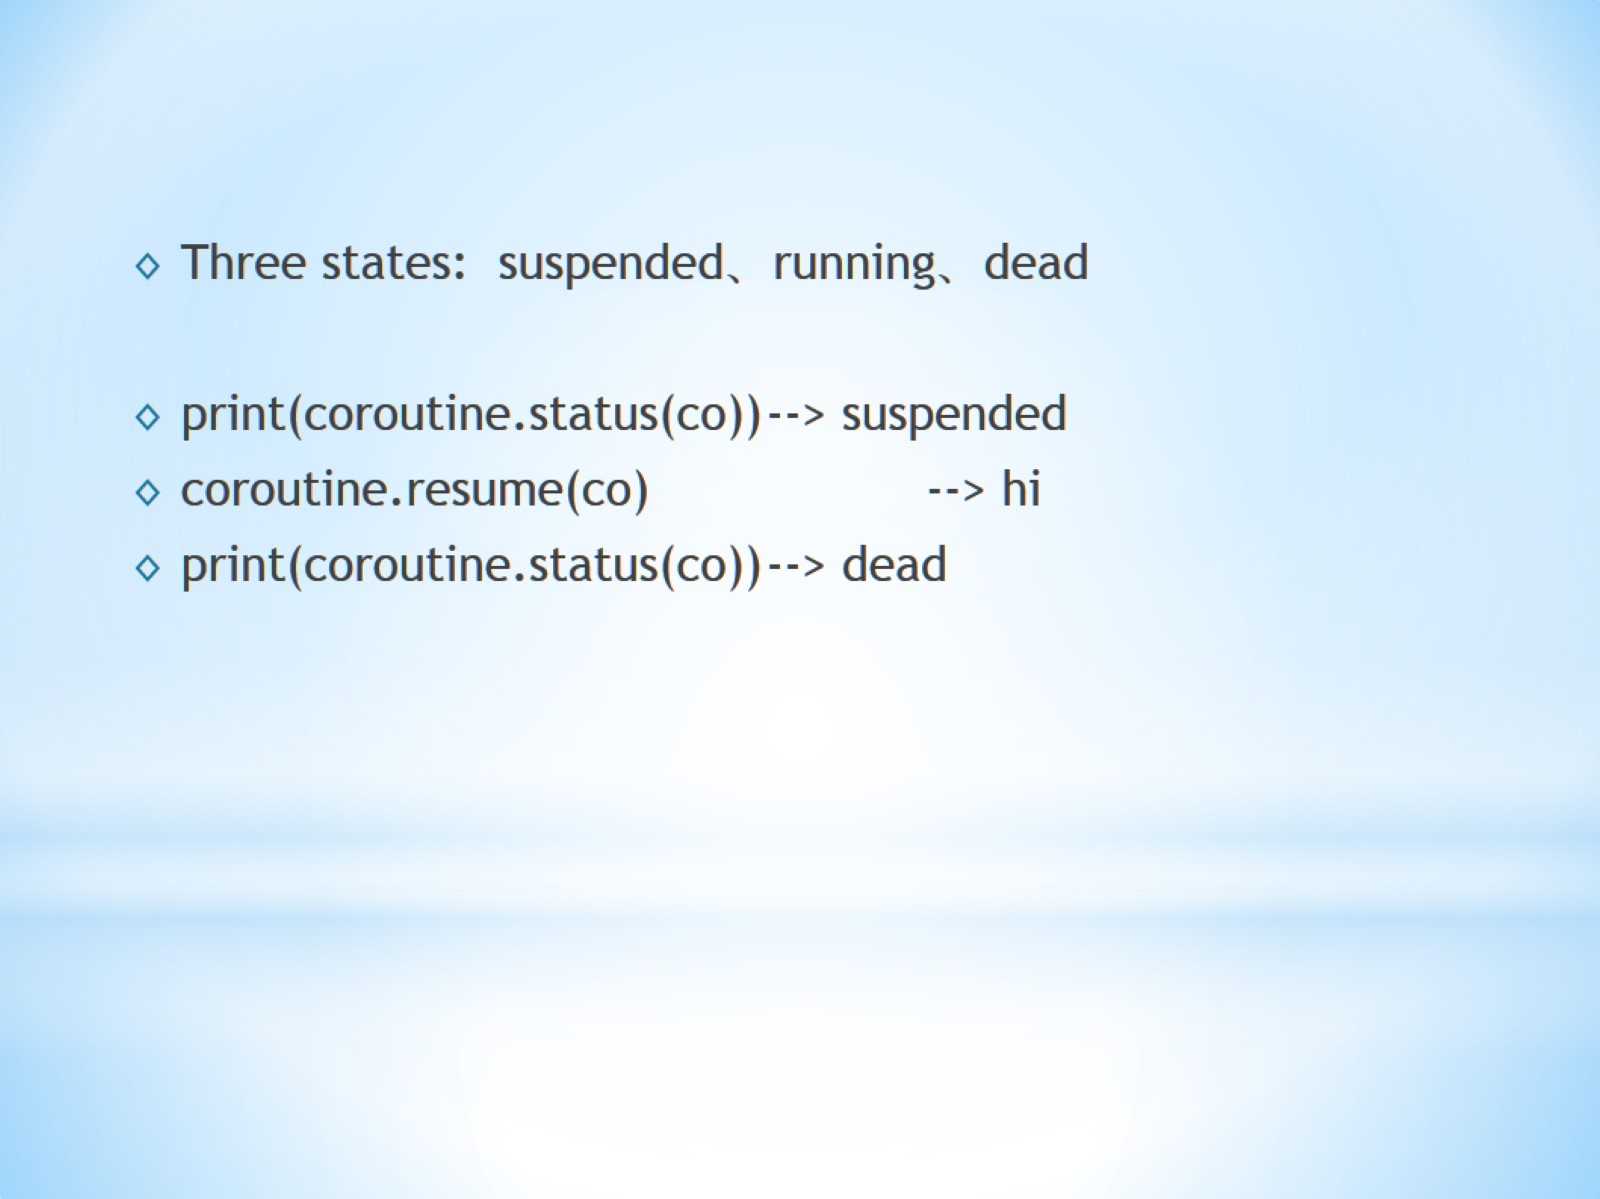 ◇ Three states: suspended、running、dead
◇ print(coroutine.status(co))--> suspended
◇ coroutine.resume(co) --> hi
◇ print(coroutine.status(co))--> dead